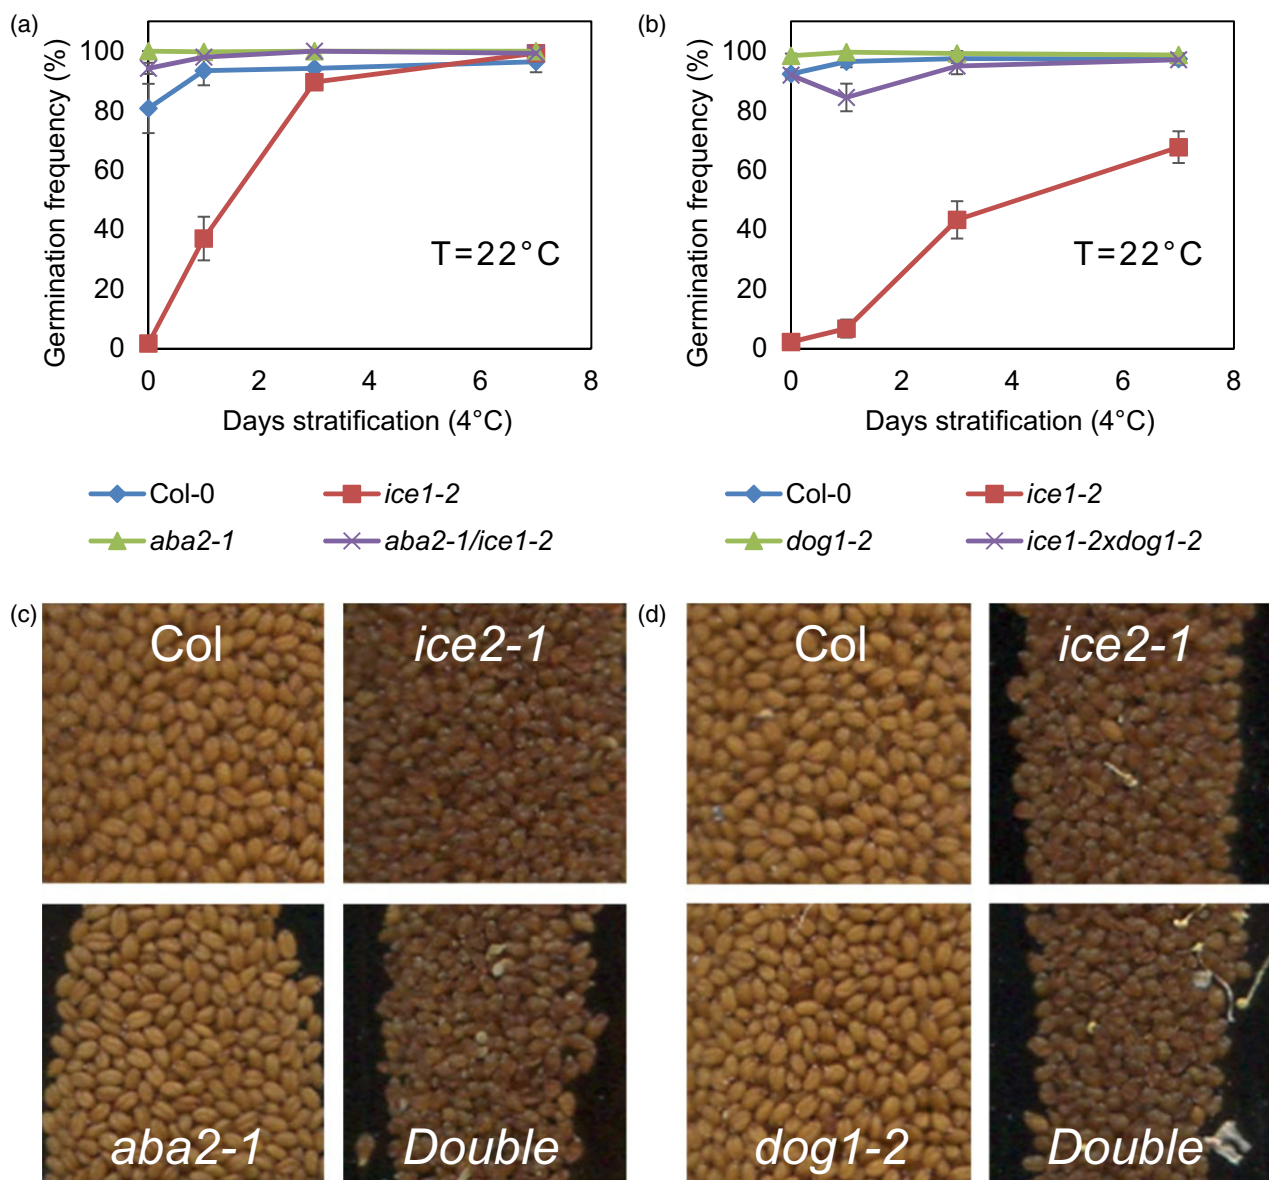 (a)
Germination frequency (%)
100
80
60
40
20
0
T=22°C
0 2 4 6 8
Days stratification (4°C)
Col-0 ice1-2
aba2-1 aba2-1/ice1-2
(b)
Germination frequency (%)
100
80
60
40
20
0
T=22°C
0 2 4 6 8
Days stratification (4°C)
Col-0 ice1-2
dog1-2 ice1-2xdog1-2
(c)
Col ice2-1
aba2-1 Double
(d)
Col ice2-1
dog1-2 Double